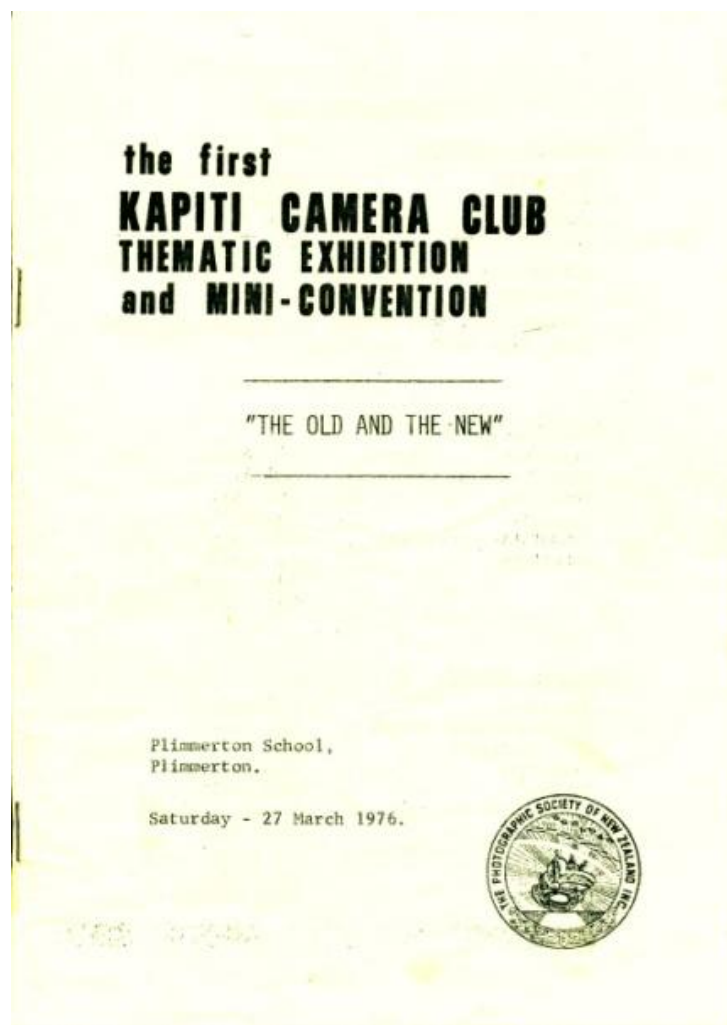 the first
KAPITI CAMERA CLUB
THEMATIC EXHIBITION
and MINI-CONVENTION
"THE OLD AND THE NEW"
Plimmerton School,
Plimmerton.
Saturday - 27 March 1976.
THE PHOTOGRAPHIC SOCIETY OF NEW ZEALAND INC.